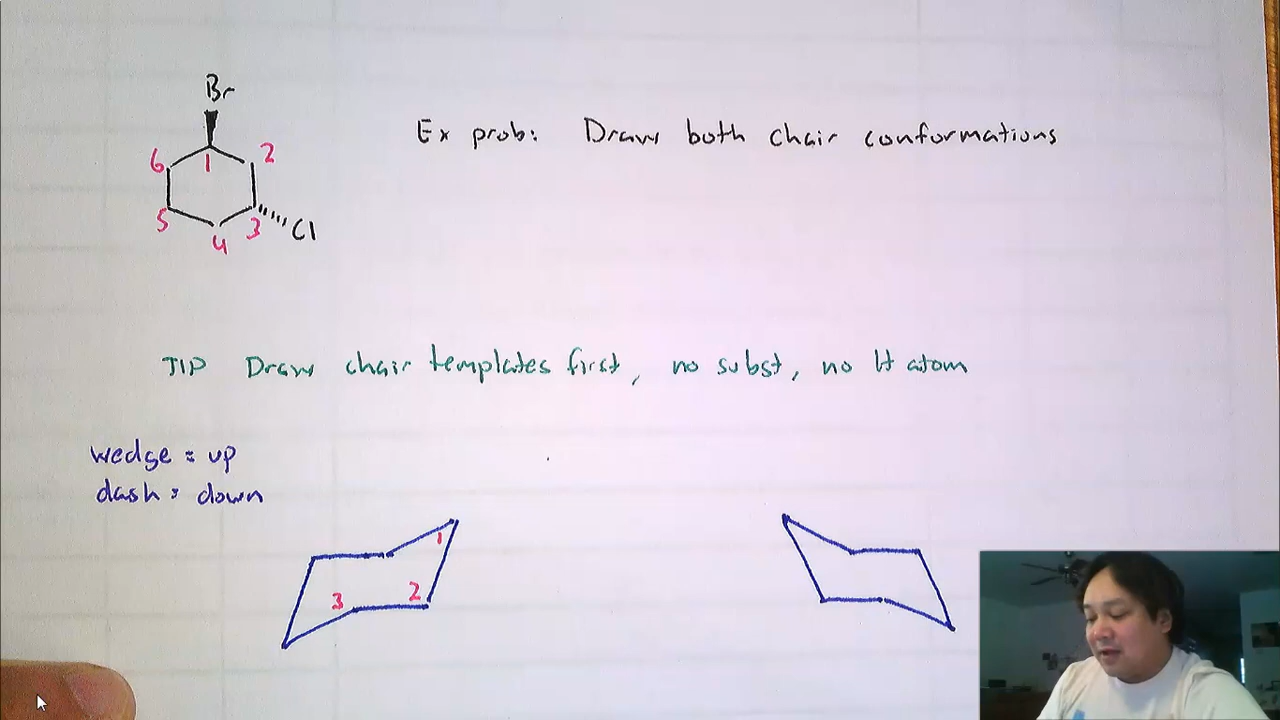 Br
6 1 2
5 4 3 Cl
Ex prob: Draw both chair conformations
TIP Draw chair templates first, no subst, no H atom
wedge = up
dash = down
1
3 2